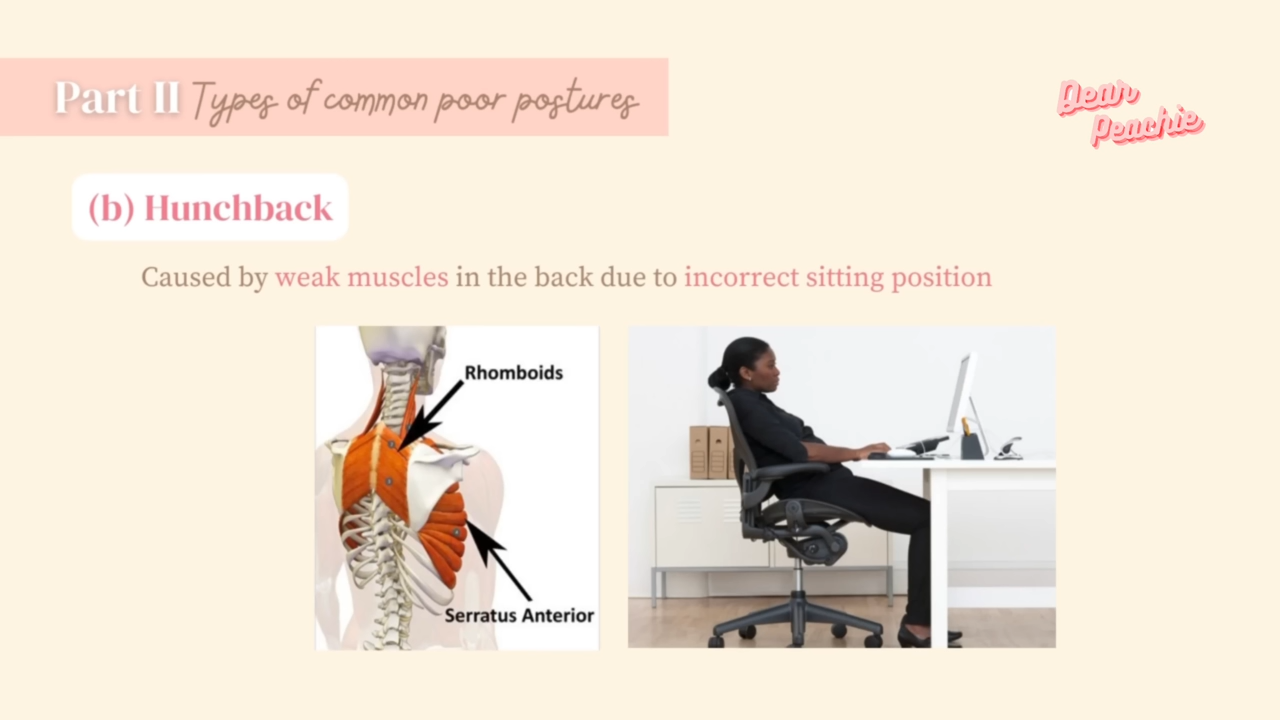 Part II Types of common poor postures
Dear
Peachie
(b) Hunchback
Caused by weak muscles in the back due to incorrect sitting position
Rhomboids
Serratus Anterior